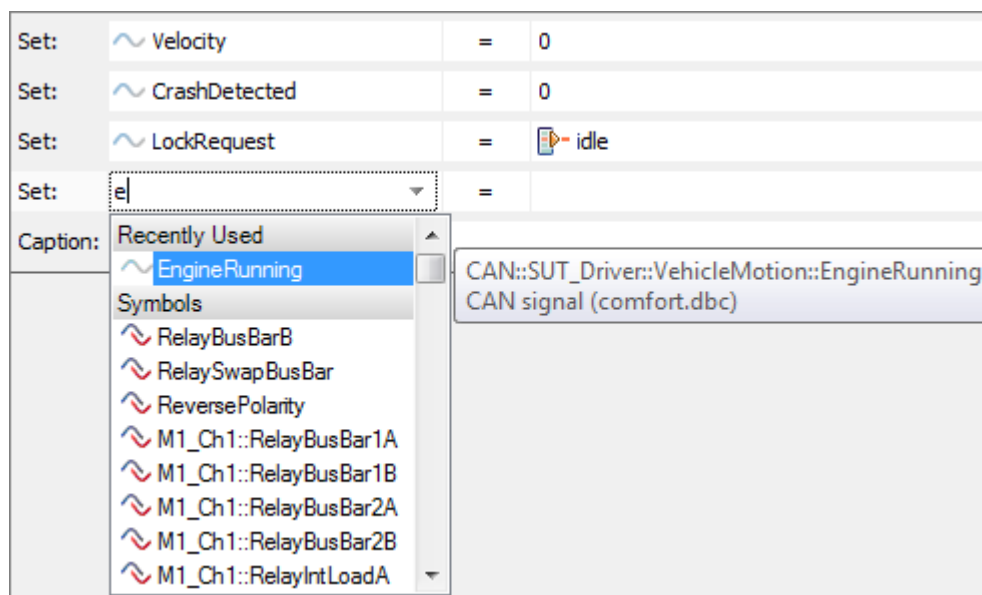 Set: Velocity = 0
Set: CrashDetected = 0
Set: LockRequest = idle
Set: e =
Caption:
Recently Used
EngineRunning
CAN::SUT_Driver::VehicleMotion::EngineRunning
CAN signal (comfort.dbc)
Symbols
RelayBusBarB
RelaySwapBusBar
ReversePolarity
M1_Ch1::RelayBusBar1A
M1_Ch1::RelayBusBar1B
M1_Ch1::RelayBusBar2A
M1_Ch1::RelayBusBar2B
M1_Ch1::RelayIntLoadA